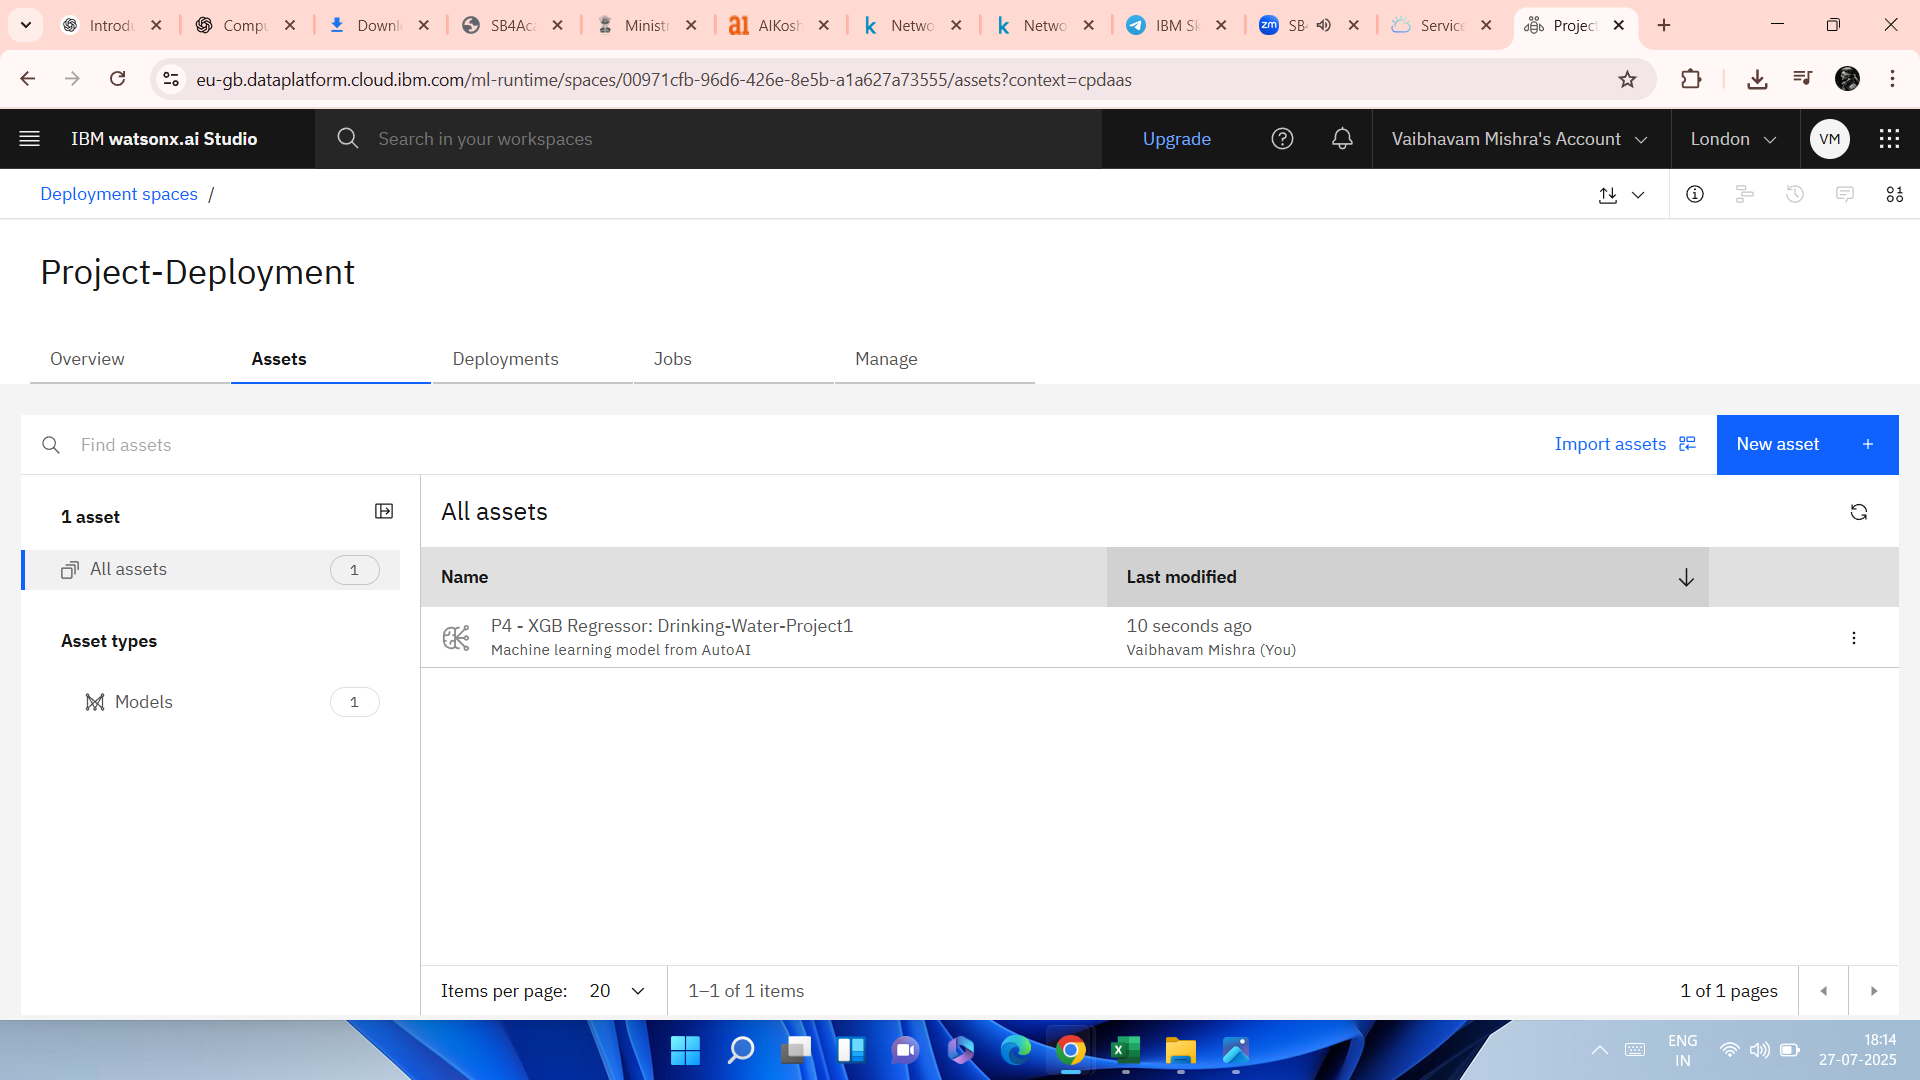 Introdu
Compu
Downl
SB4Aca
Ministr
AIKosh
Netwo
Netwo
IBM Sk
SB-
Service
Project
eu-gb.dataplatform.cloud.ibm.com/ml-runtime/spaces/00971cfb-96d6-426e-8e5b-a1a627a73555/assets?context=cpdaas
IBM watsonx.ai Studio
Search in your workspaces
Upgrade
Vaibhavam Mishra's Account
London
VM
Deployment spaces /
Project-Deployment
Overview
Assets
Deployments
Jobs
Manage
Find assets
Import assets
New asset +
1 asset
All assets
1
Asset types
Models
1
All assets
Name
Last modified
P4 - XGB Regressor: Drinking-Water-Project1
10 seconds ago
Machine learning model from AutoAI
Vaibhavam Mishra (You)
Items per page: 20
1–1 of 1 items
1 of 1 pages
ENG
IN
18:14
27-07-2025